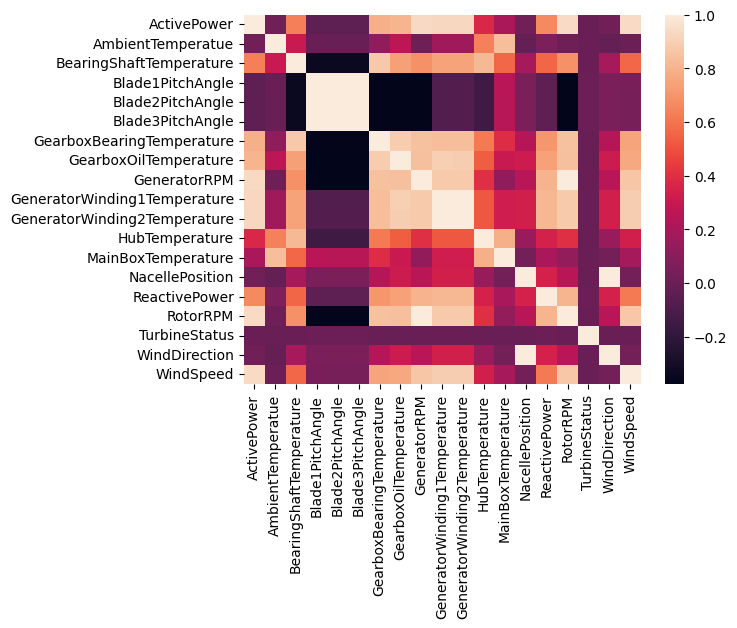 ActivePower
AmbientTemperatue
BearingShaftTemperature
Blade1PitchAngle
Blade2PitchAngle
Blade3PitchAngle
GearboxBearingTemperature
GearboxOilTemperature
GeneratorRPM
GeneratorWinding1Temperature
GeneratorWinding2Temperature
HubTemperature
MainBoxTemperature
NacellePosition
ReactivePower
RotorRPM
TurbineStatus
WindDirection
WindSpeed
ActivePower
AmbientTemperatue
BearingShaftTemperature
Blade1PitchAngle
Blade2PitchAngle
Blade3PitchAngle
GearboxBearingTemperature
GearboxOilTemperature
GeneratorRPM
GeneratorWinding1Temperature
GeneratorWinding2Temperature
HubTemperature
MainBoxTemperature
NacellePosition
ReactivePower
RotorRPM
TurbineStatus
WindDirection
WindSpeed
1.0
0.8
0.6
0.4
0.2
0.0
−0.2